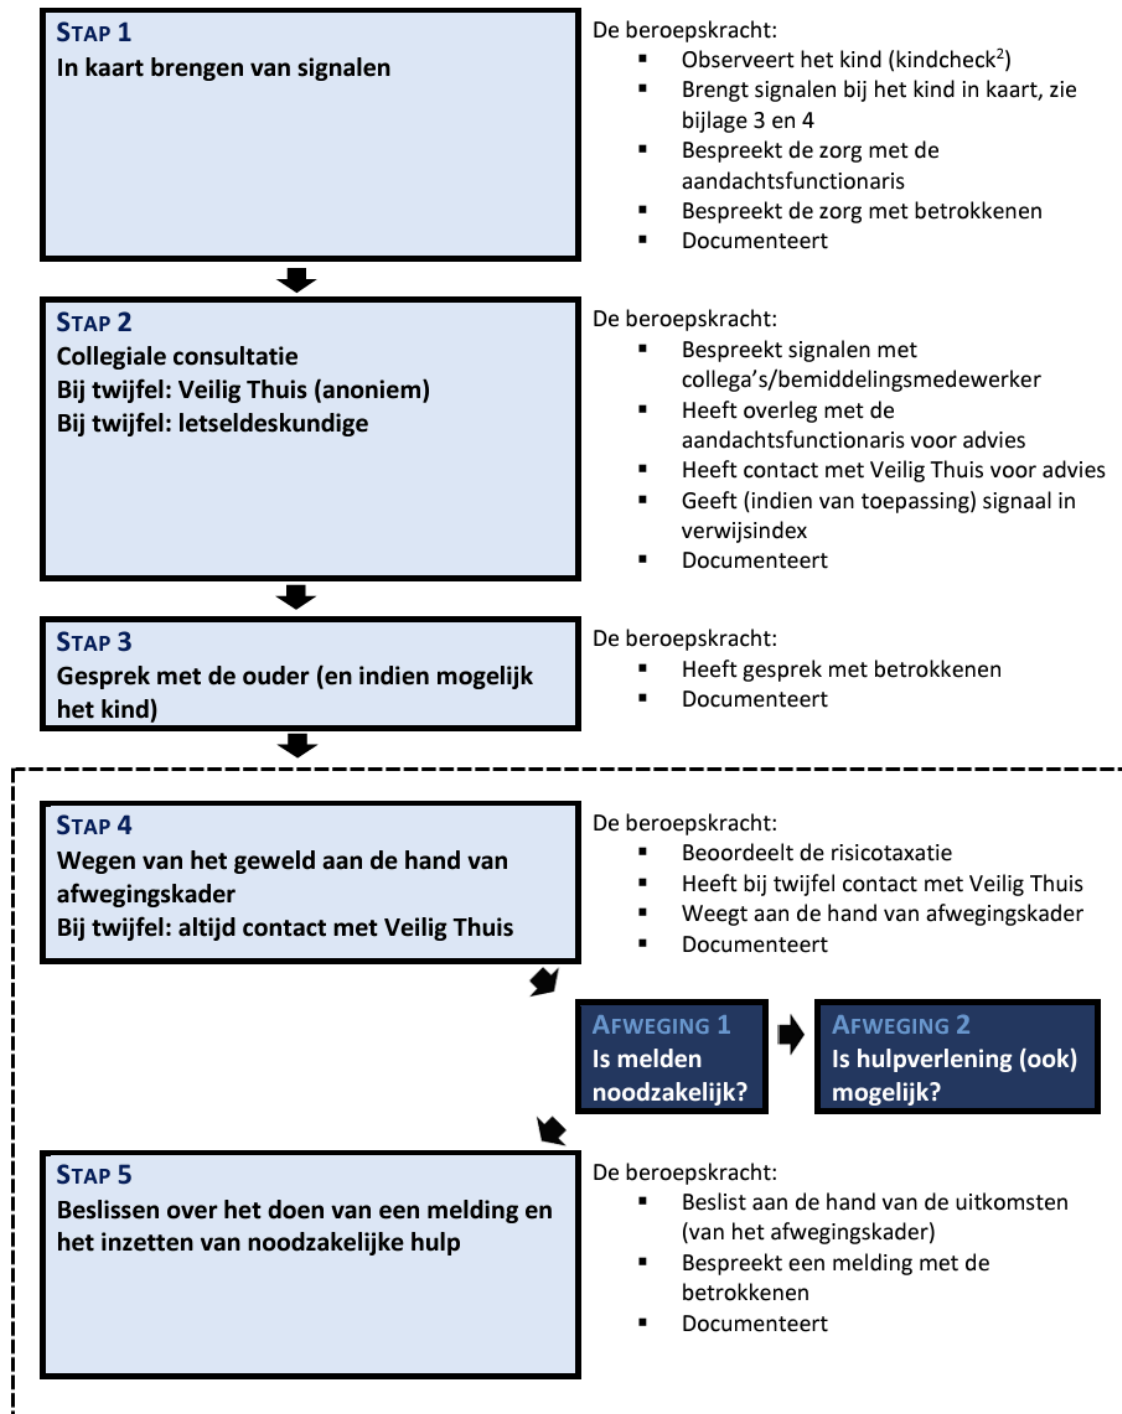 STAP 1
In kaart brengen van signalen
De beroepskracht:
▪ Observeert het kind (kindcheck²)
▪ Brengt signalen bij het kind in kaart, zie
bijlage 3 en 4
▪ Bespreekt de zorg met de
aandachtsfunctionaris
▪ Bespreekt de zorg met betrokkenen
▪ Documenteert
STAP 2
Collegiale consultatie
Bij twijfel: Veilig Thuis (anoniem)
Bij twijfel: letseldeskundige
De beroepskracht:
▪ Bespreekt signalen met
collega’s/bemiddelingsmedewerker
▪ Heeft overleg met de
aandachtsfunctionaris voor advies
▪ Heeft contact met Veilig Thuis voor advies
▪ Geeft (indien van toepassing) signaal in
verwijsindex
▪ Documenteert
STAP 3
Gesprek met de ouder (en indien mogelijk
het kind)
De beroepskracht:
▪ Heeft gesprek met betrokkenen
▪ Documenteert
STAP 4
Wegen van het geweld aan de hand van
afwegingskader
Bij twijfel: altijd contact met Veilig Thuis
De beroepskracht:
▪ Beoordeelt de risicotaxatie
▪ Heeft bij twijfel contact met Veilig Thuis
▪ Weegt aan de hand van afwegingskader
▪ Documenteert
AFWEGING 1
Is melden
noodzakelijk?
AFWEGING 2
Is hulpverlening (ook)
mogelijk?
STAP 5
Beslissen over het doen van een melding en
het inzetten van noodzakelijke hulp
De beroepskracht:
▪ Beslist aan de hand van de uitkomsten
(van het afwegingskader)
▪ Bespreekt een melding met de
betrokkenen
▪ Documenteert